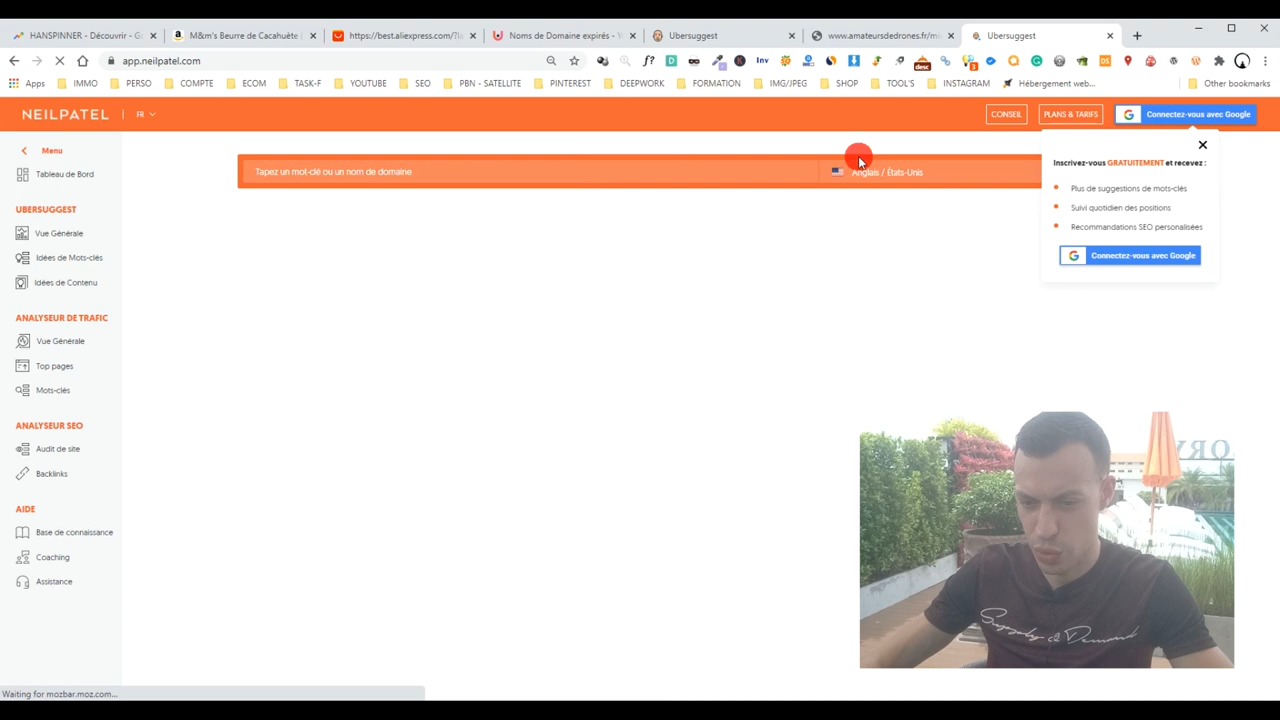 HANSPINNER - Découvrir - Go
M&m's Beurre de Cacahuète
https://best.aliexpress.com/?la
Noms de Domaine expirés - V
Ubersuggest
www.amateursdedrones.fr/mi
Ubersuggest
app.neilpatel.com
Apps
IMMO
PERSO
COMPTE
ECOM
TASK-F
YOUTUBE
SEO
PBN - SATELLITE
PINTEREST
DEEPWORK
FORMATION
IMG/JPEG
SHOP
TOOL'S
INSTAGRAM
Hébergement web...
Other bookmarks
NEILPATEL
FR
CONSEIL
PLANS & TARIFS
Connectez-vous avec Google
Menu
Tableau de Bord
UBERSUGGEST
Vue Générale
Idées de Mots-clés
Idées de Contenu
ANALYSEUR DE TRAFIC
Vue Générale
Top pages
Mots-clés
ANALYSEUR SEO
Audit de site
Backlinks
AIDE
Base de connaissance
Coaching
Assistance
Tapez un mot-clé ou un nom de domaine
Anglais / États-Unis
Inscrivez-vous GRATUITEMENT et recevez :
Plus de suggestions de mots-clés
Suivi quotidien des positions
Recommandations SEO personalisées
Connectez-vous avec Google
Waiting for mozbar.moz.com...